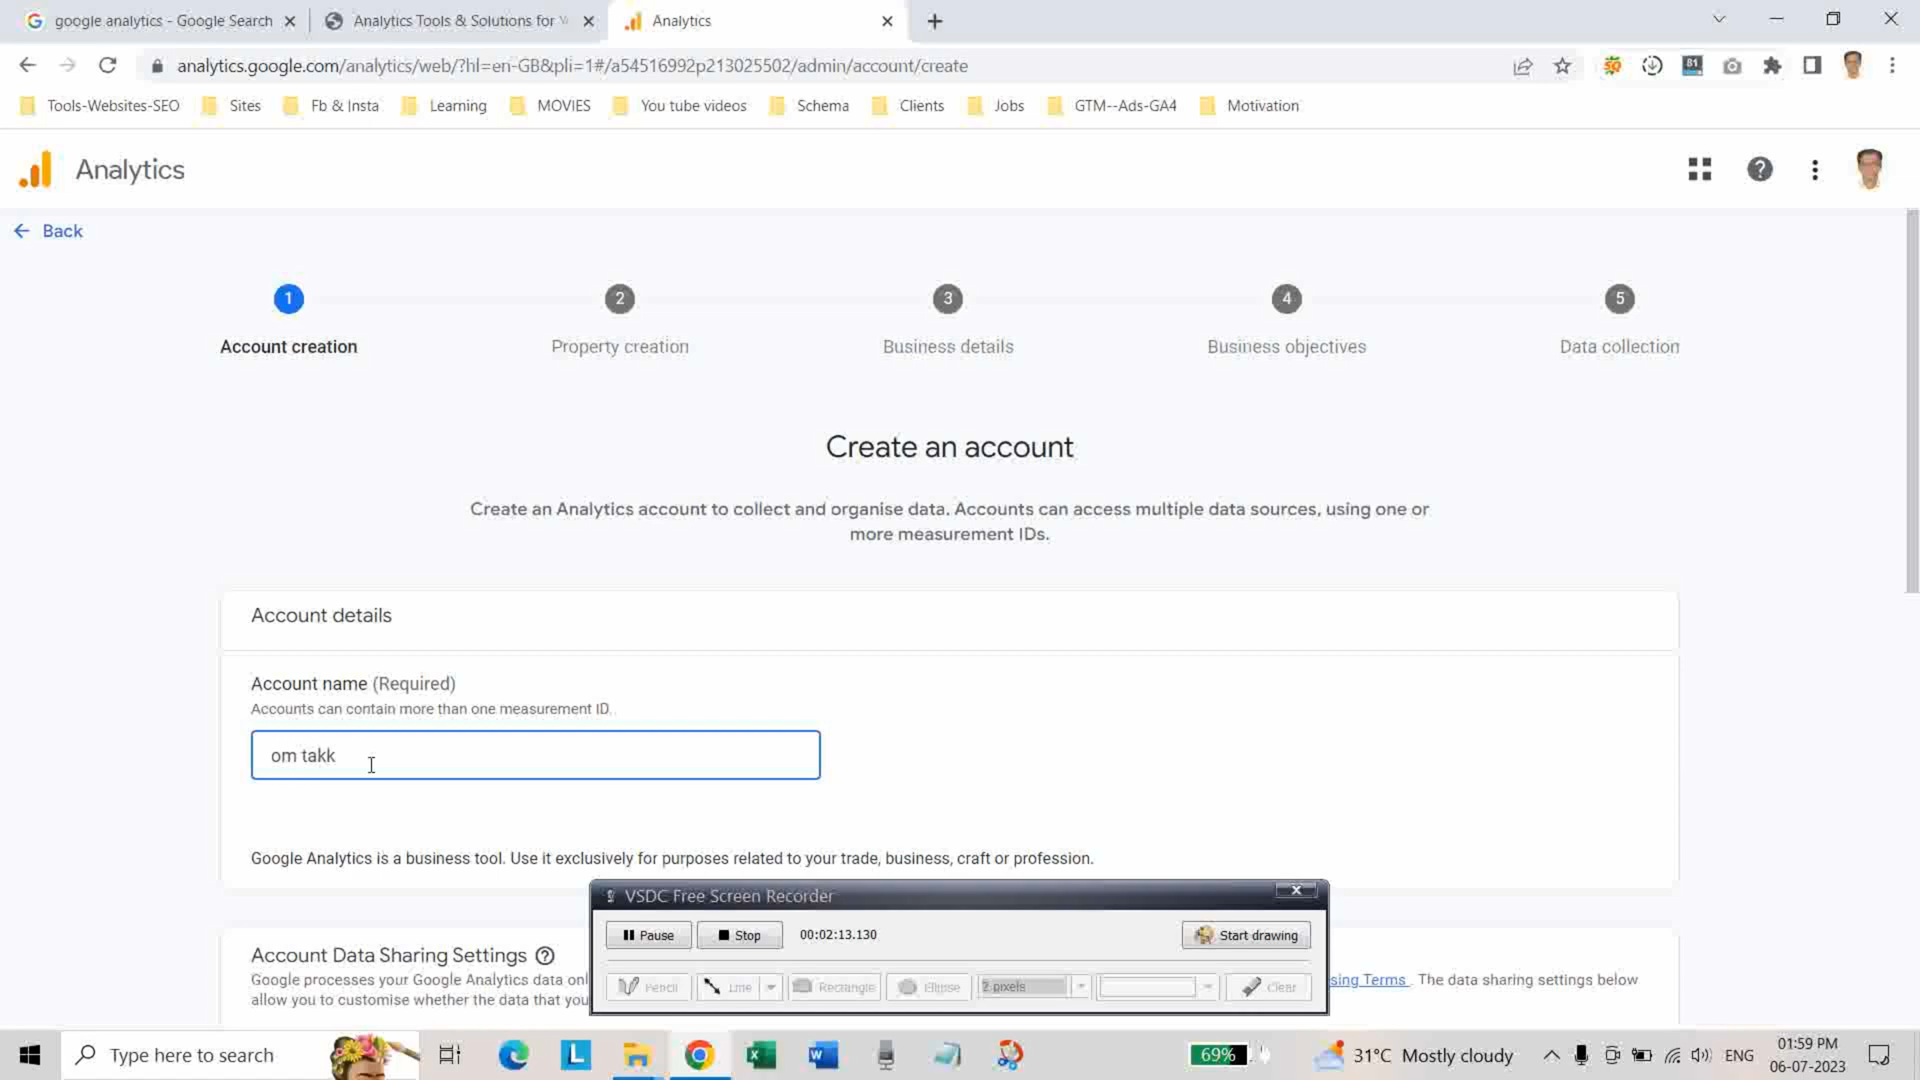 google analytics - Google Search
Analytics Tools & Solutions for
Analytics
analytics.google.com/analytics/web/?hl=en-GB&pli=1#/a54516992p213025502/admin/account/create
81
Tools-Websites-SEO
Sites
Fb & Insta
Learning
MOVIES
You tube videos
Schema
Clients
Jobs
GTM--Ads-GA4
Motivation
Analytics
Back
1
2
3
4
5
Account creation
Property creation
Business details
Business objectives
Data collection
Create an account
Create an Analytics account to collect and organise data. Accounts can access multiple data sources, using one or
more measurement IDs.
Account details
Account name (Required)
Accounts can contain more than one measurement ID.
om takk
Google Analytics is a business tool. Use it exclusively for purposes related to your trade, business, craft or profession.
VSDC Free Screen Recorder
Pause
Stop
00:02:13.130
Start drawing
Pencil
Line
Rectangle
Ellipse
2 pixels
Clear
Account Data Sharing Settings
Google processes your Google Analytics data onl
sing Terms . The data sharing settings below
allow you to customise whether the data that you
Type here to search
69%
31°C Mostly cloudy
ENG
01:59 PM
06-07-2023